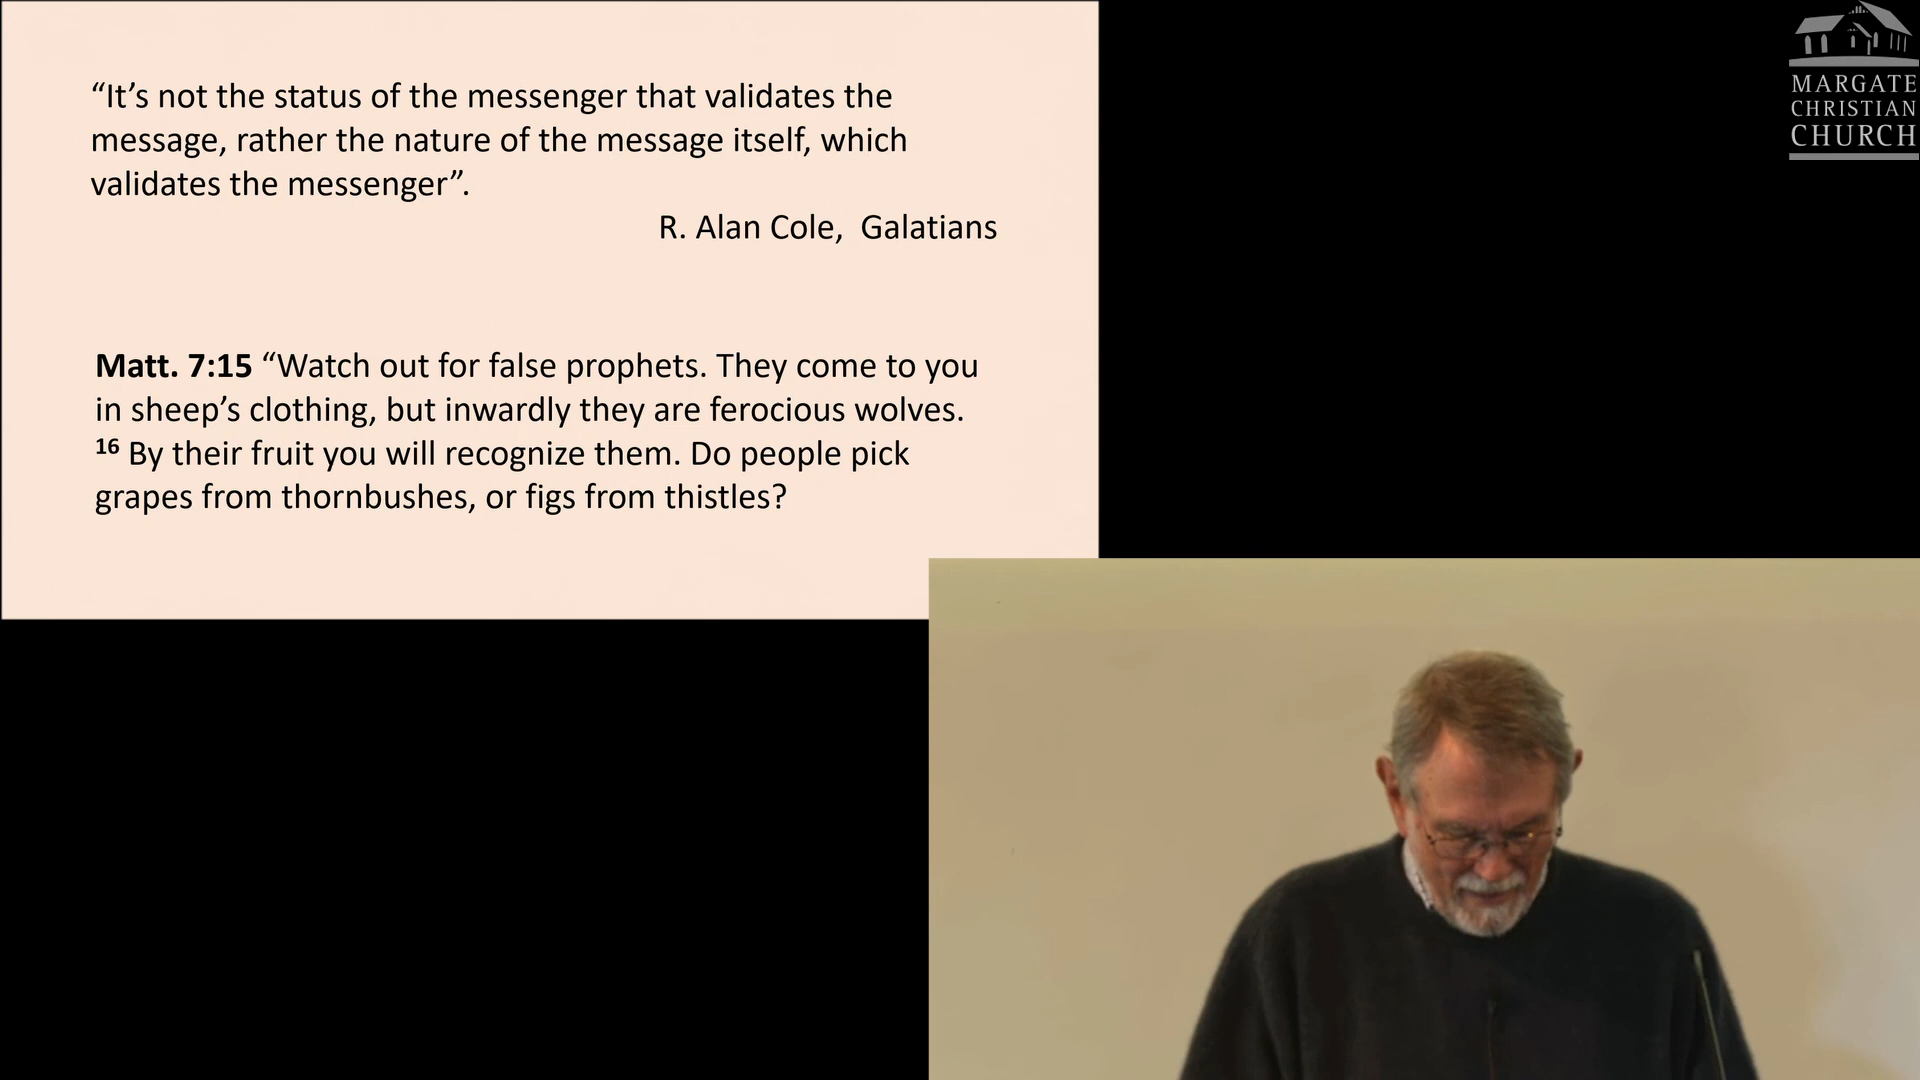 “It’s not the status of the messenger that validates the
message, rather the nature of the message itself, which
validates the messenger”.
R. Alan Cole,  Galatians
Matt. 7:15 “Watch out for false prophets. They come to you
in sheep’s clothing, but inwardly they are ferocious wolves.
16 By their fruit you will recognize them. Do people pick
grapes from thornbushes, or figs from thistles?
MARGATE
CHRISTIAN
CHURCH